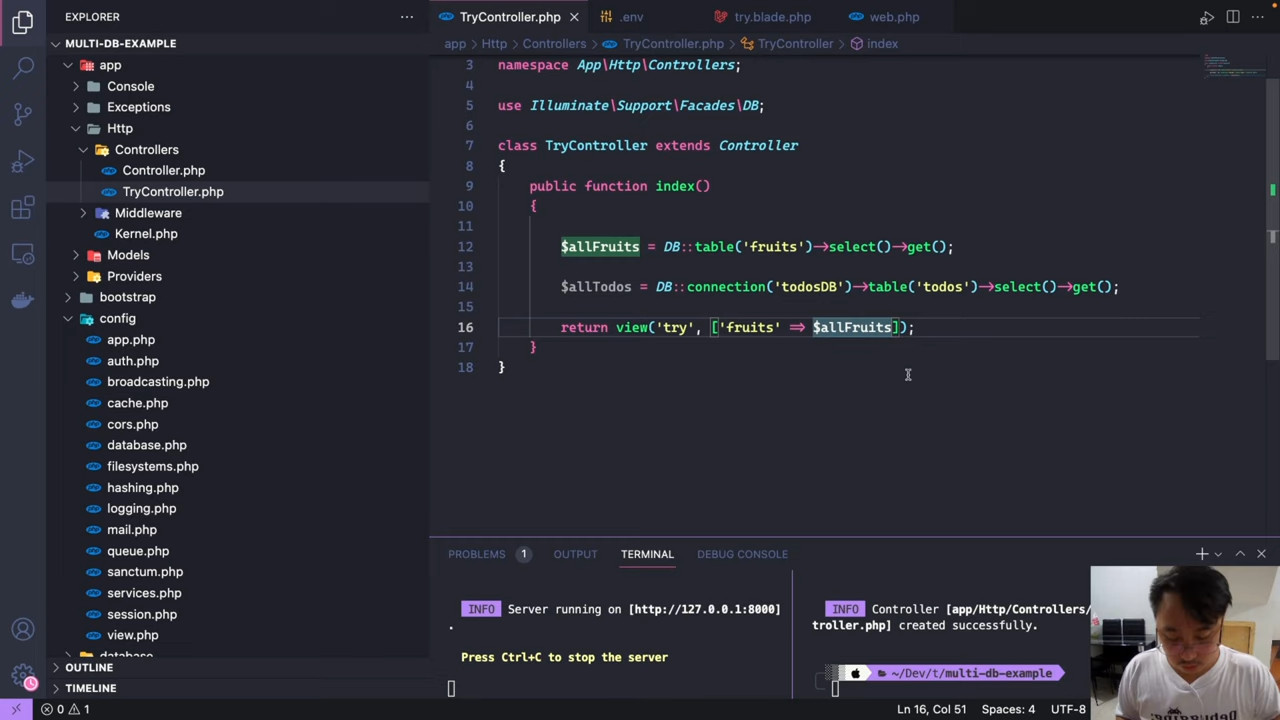 EXPLORER
MULTI-DB-EXAMPLE
app
Console
Exceptions
Http
Controllers
Controller.php
TryController.php
Middleware
Kernel.php
Models
Providers
bootstrap
config
app.php
auth.php
broadcasting.php
cache.php
cors.php
database.php
filesystems.php
hashing.php
logging.php
mail.php
queue.php
sanctum.php
services.php
session.php
view.php
database
OUTLINE
TIMELINE
TryController.php .env try.blade.php web.php
app > Http > Controllers > TryController.php > TryController > index
3 namespace App\Http\Controllers;
4
5 use Illuminate\Support\Facades\DB;
6
7 class TryController extends Controller
8 {
9 public function index()
10 {
11
12 $allFruits = DB::table('fruits')->select()->get();
13
14 $allTodos = DB::connection('todosDB')->table('todos')->select()->get();
15
16 return view('try', ['fruits' => $allFruits]);
17 }
18 }
PROBLEMS 1 OUTPUT TERMINAL DEBUG CONSOLE
INFO Server running on [http://127.0.0.1:8000]
.
Press Ctrl+C to stop the server
INFO Controller [app/Http/Controllers/
troller.php] created successfully.
~/Dev/t/multi-db-example
0 1
Ln 16, Col 51 Spaces: 4 UTF-8